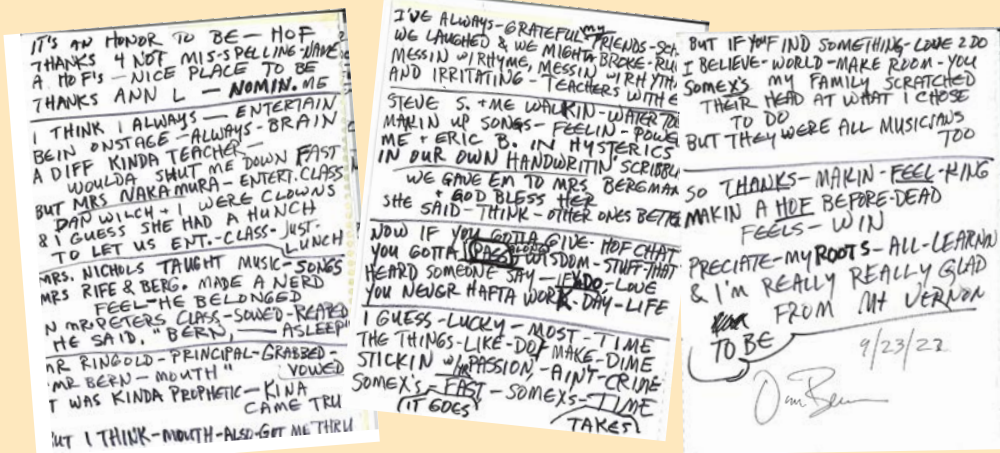 IT'S AN HONOR TO BE - HOF
THANKS 4 NOT MIS-SPELLING-NAME
A HOF'S - NICE PLACE TO BE
THANKS ANN L - NOMIN. ME
I THINK I ALWAYS - ENTERTAIN
BEIN ONSTAGE - ALWAYS - BRAIN
A DIFF KINDA TEACHER -
WOULDA SHUT ME DOWN FAST
BUT MRS NAKAMURA - ENTERT. CLASS
DAN WILCH + I WERE CLOWNS
& I GUESS SHE HAD A HUNCH
TO LET US ENT.-CLASS-JUST-
LUNCH
MRS. NICHOLS TAUGHT MUSIC-SONGS
MRS RIFE & BERG. MADE A NERD
FEEL-HE BELONGED
N MR. PETERS CLASS-SOWED-REAPED
HE SAID, "BERN, - ASLEEP"
MR RINGOLD - PRINCIPAL-GRABBED-
VOWED
"MR BERN - MOUTH"
T WAS KINDA PROPHETIC - KINA
CAME TRU
UT I THINK-MOUTH-ALSO-GOT ME THRU
I'VE ALWAYS-GRATEFUL my FRIENDS-SCH
WE LAUGHED & WE MIGHTA BROKE-RUL
MESSIN W/RHYME, MESSIN W/RHYTH
AND IRRITATING - TEACHERS WITH E
STEVE S. + ME WALKIN-WATER TO
MAKIN UP SONGS - FEELIN - POWE
ME + ERIC B. IN HYSTERICS
IN OUR OWN HANDWRITIN' SCRIBBL
WE GAVE EM TO MRS BERGMAN
+ GOD BLESS HER
SHE SAID - THINK - OTHER ONES BETTE
NOW IF YOU GOTTA GIVE-HOF CHAT
YOU GOTTA PASS ALONG WISDOM-STUFF-THAT
HEARD SOMEONE SAY - IF DO, LOVE
YOU NEVER HAFTA WORK-DAY-LIFE
I GUESS-LUCKY-MOST-TIME
THE THINGS-LIKE-DO MAKE-DIME
STICKIN W/ PASSION, -AIN'T-CRIME
SOMEX's - FAST - SOMEXs - TIME
IT GOES
TAKES
BUT IF YOU FIND SOMETHING-LOVE 2 DO
I BELIEVE-WORLD-MAKE ROOM-YOU
SOMEX's MY FAMILY SCRATCHED
THEIR HEAD AT WHAT I CHOSE
TO DO
BUT THEY WERE ALL MUSICIANS
TOO
SO THANKS-MAKIN-FEEL-KING
MAKIN A HOF BEFORE-DEAD
FEELS - WIN
PRECIATE-MY ROOTS-ALL-LEARNIN
& I'M REALLY REALLY GLAD
FROM MT VERNON
TO BE
9/23/22
Dan Bern